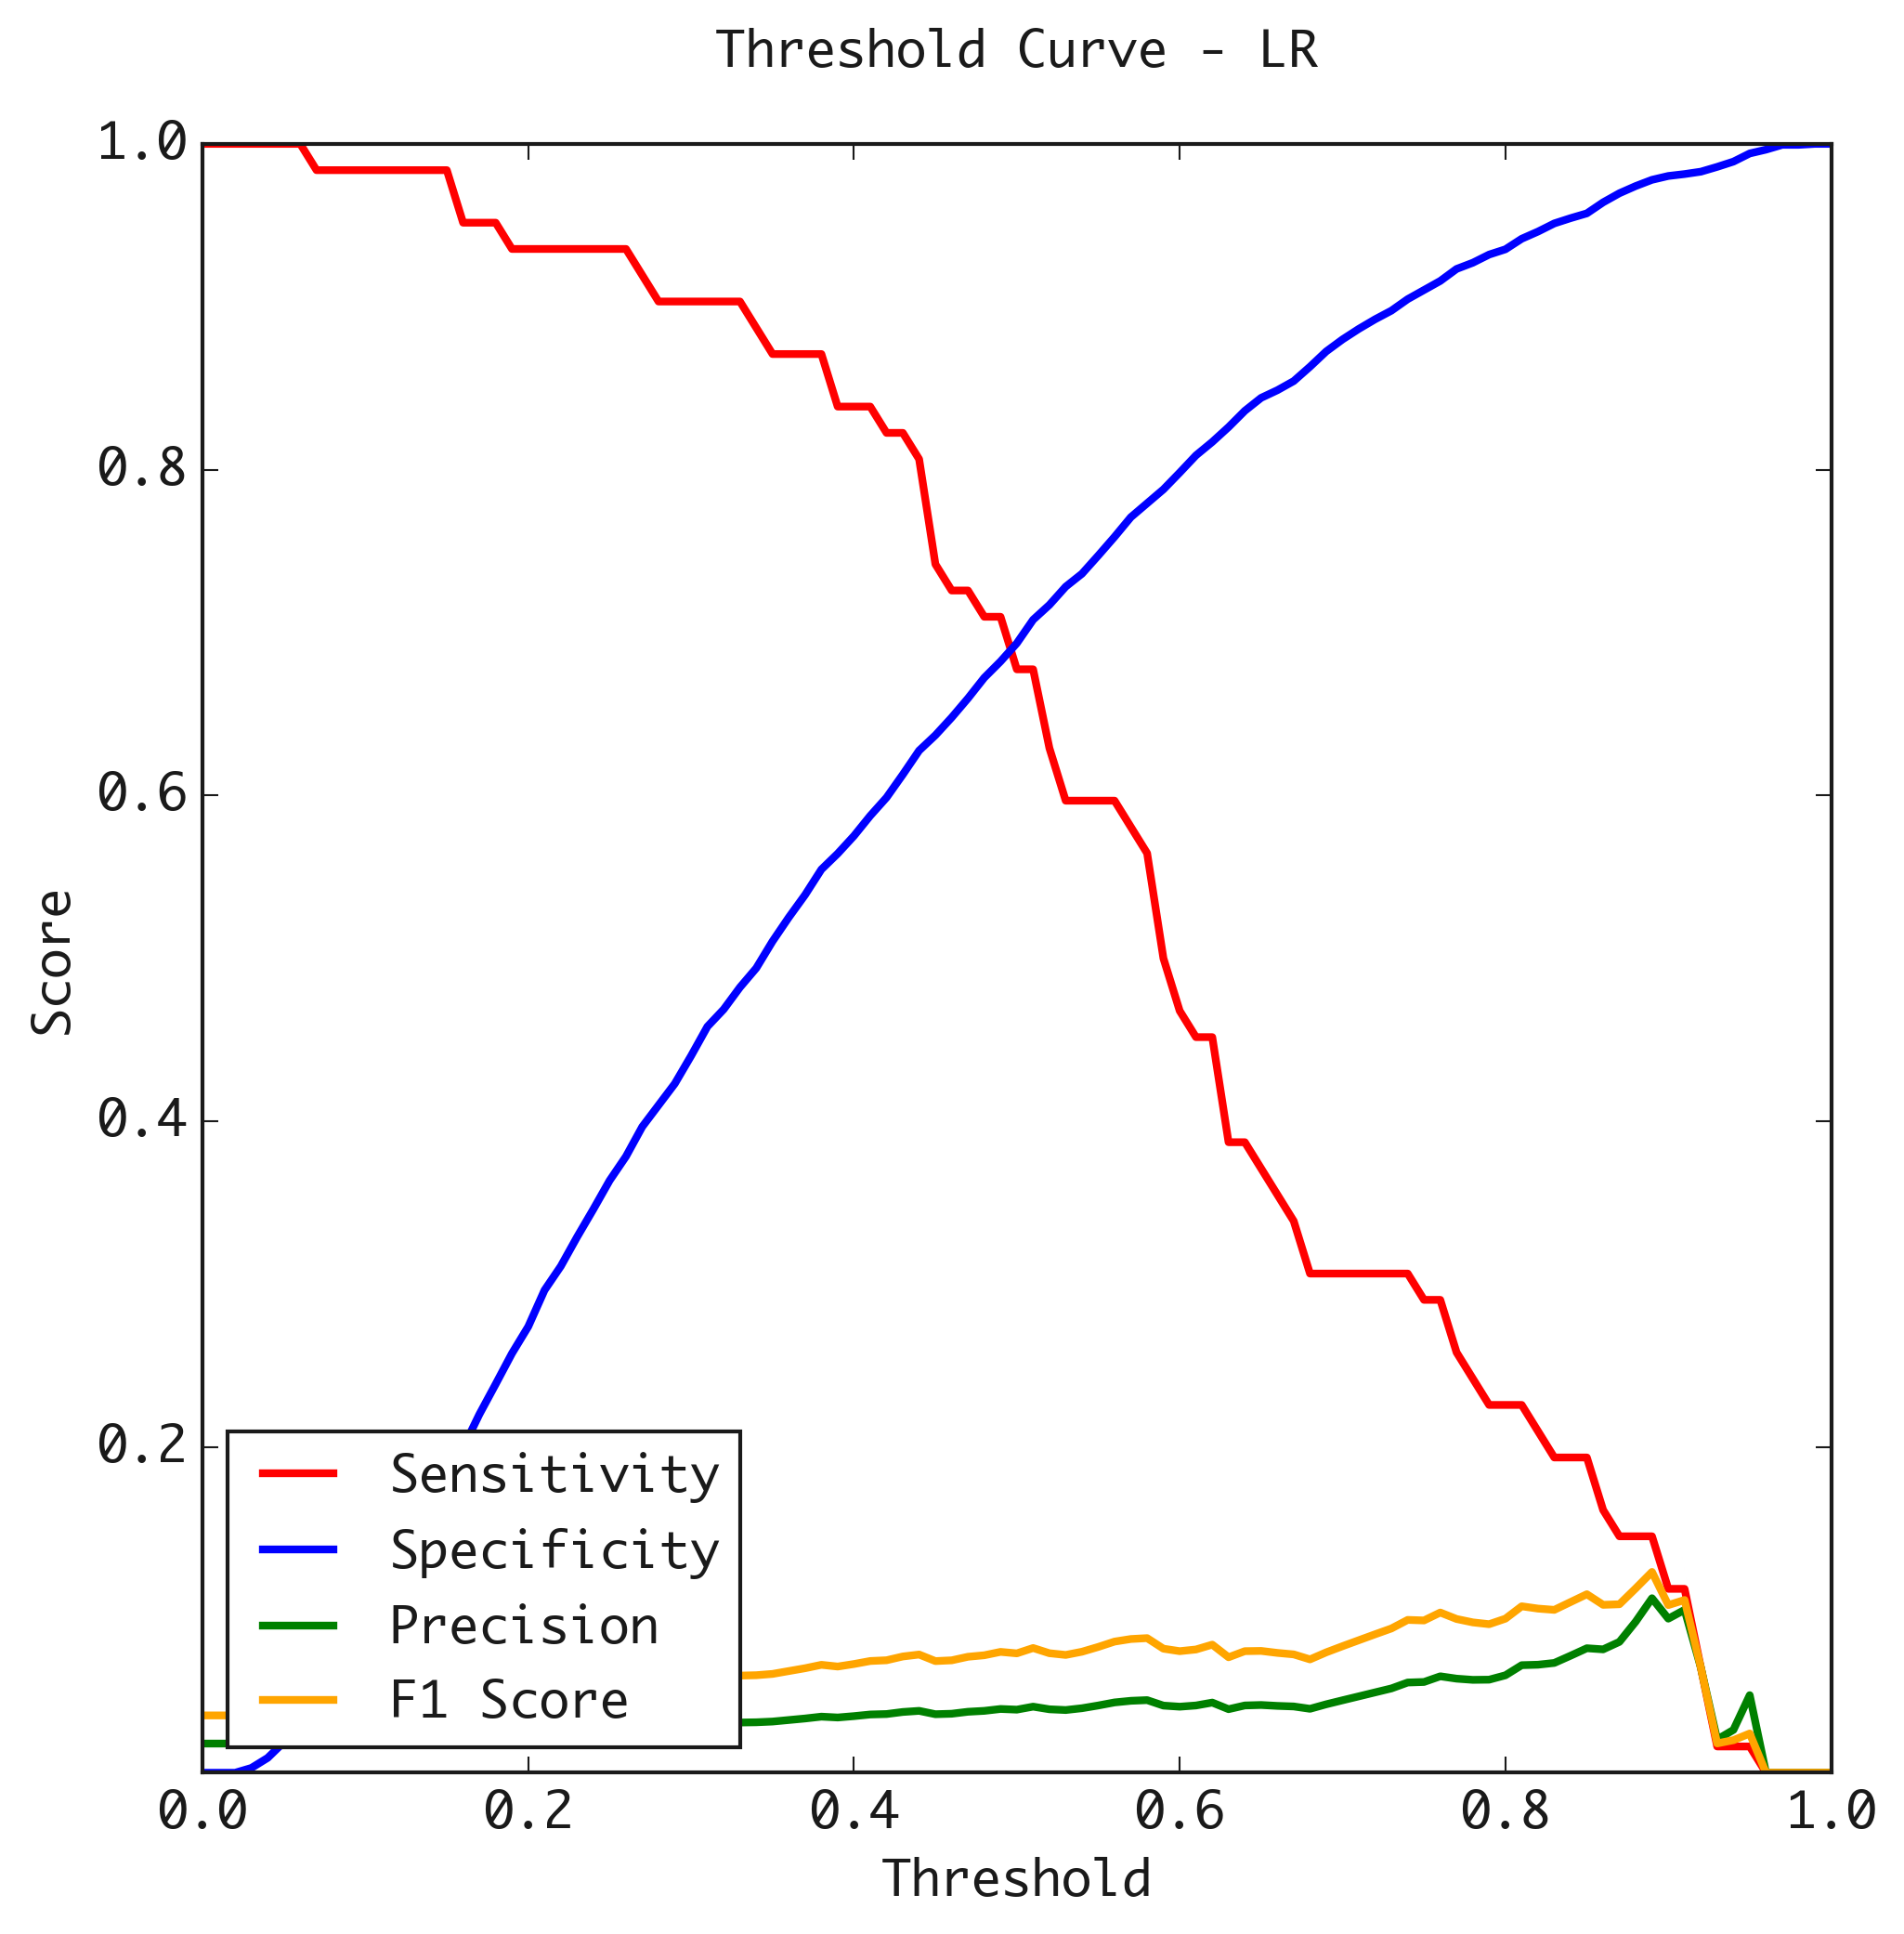 Threshold Curve - LR
1.0
0.8
0.6
0.4
0.2
Score
Sensitivity
Specificity
Precision
F1 Score
0.0 0.2 0.4 0.6 0.8 1.0
Threshold